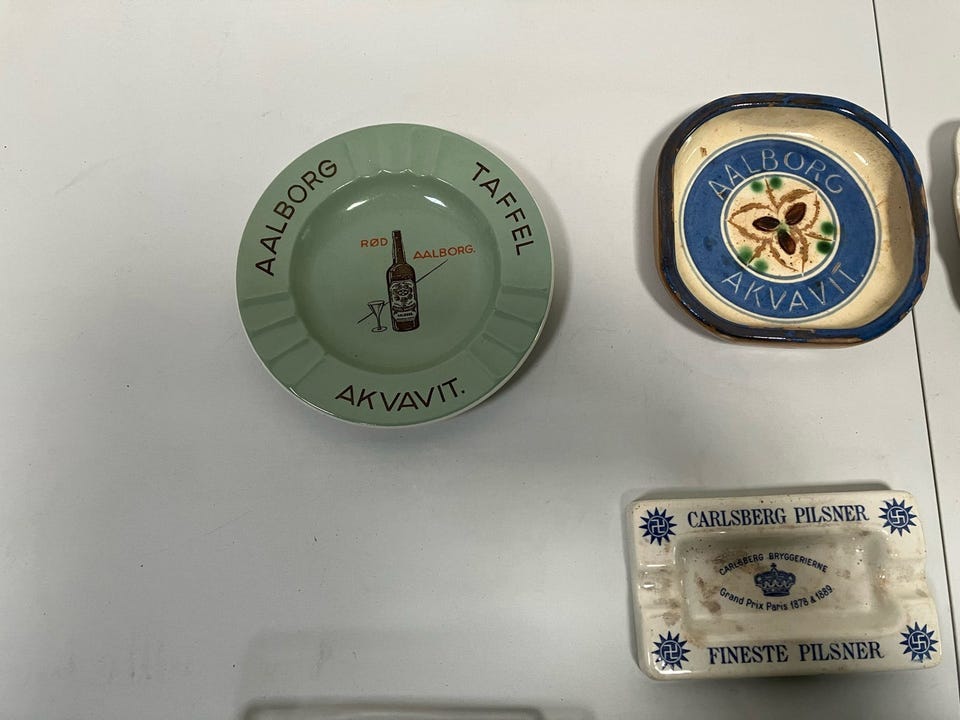 AALBORG TAFFEL
AKVAVIT.
RØD
AALBORG.
AALBORG
AKVAVIT
CARLSBERG PILSNER
CARLSBERG BRYGGERIERNE
Grand Prix Paris 1878 & 1889
FINESTE PILSNER